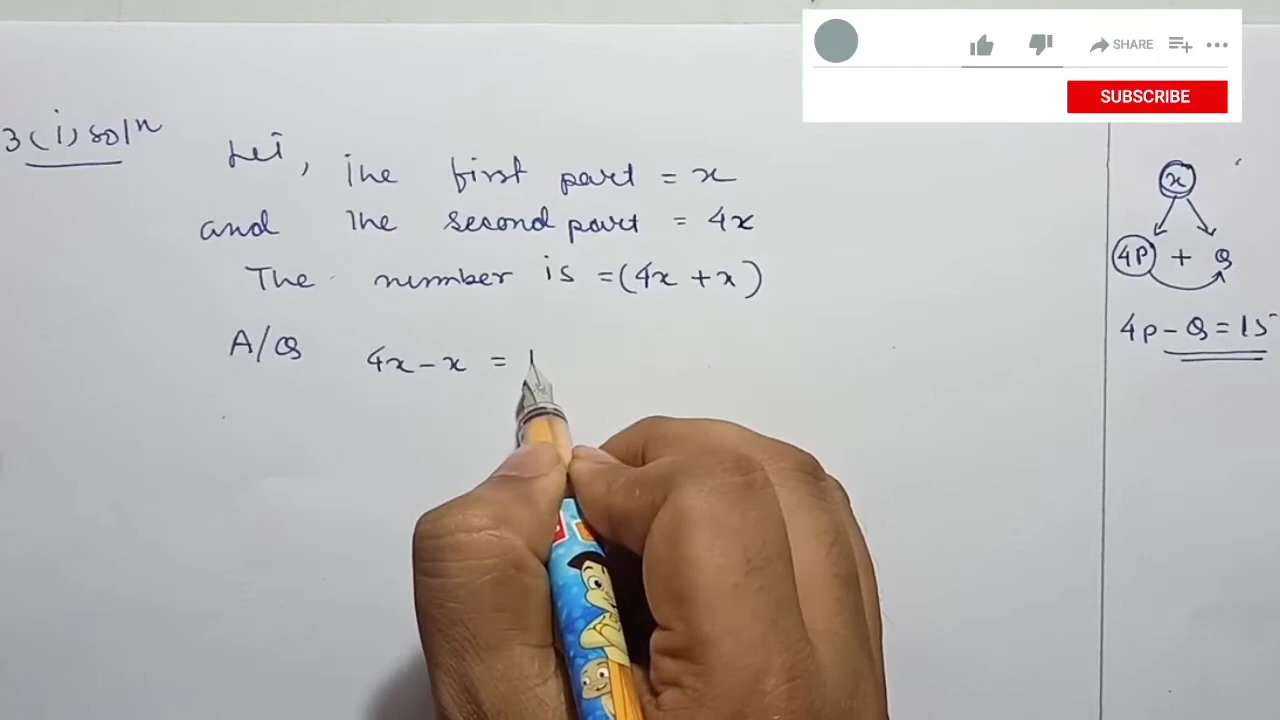 SHARE
SUBSCRIBE
3 (i) solⁿ
Let, the first part = x
and the second part = 4x
The number is = (4x + x)
A/Q 4x - x = 1
x
4P + Q
4P - Q = 15